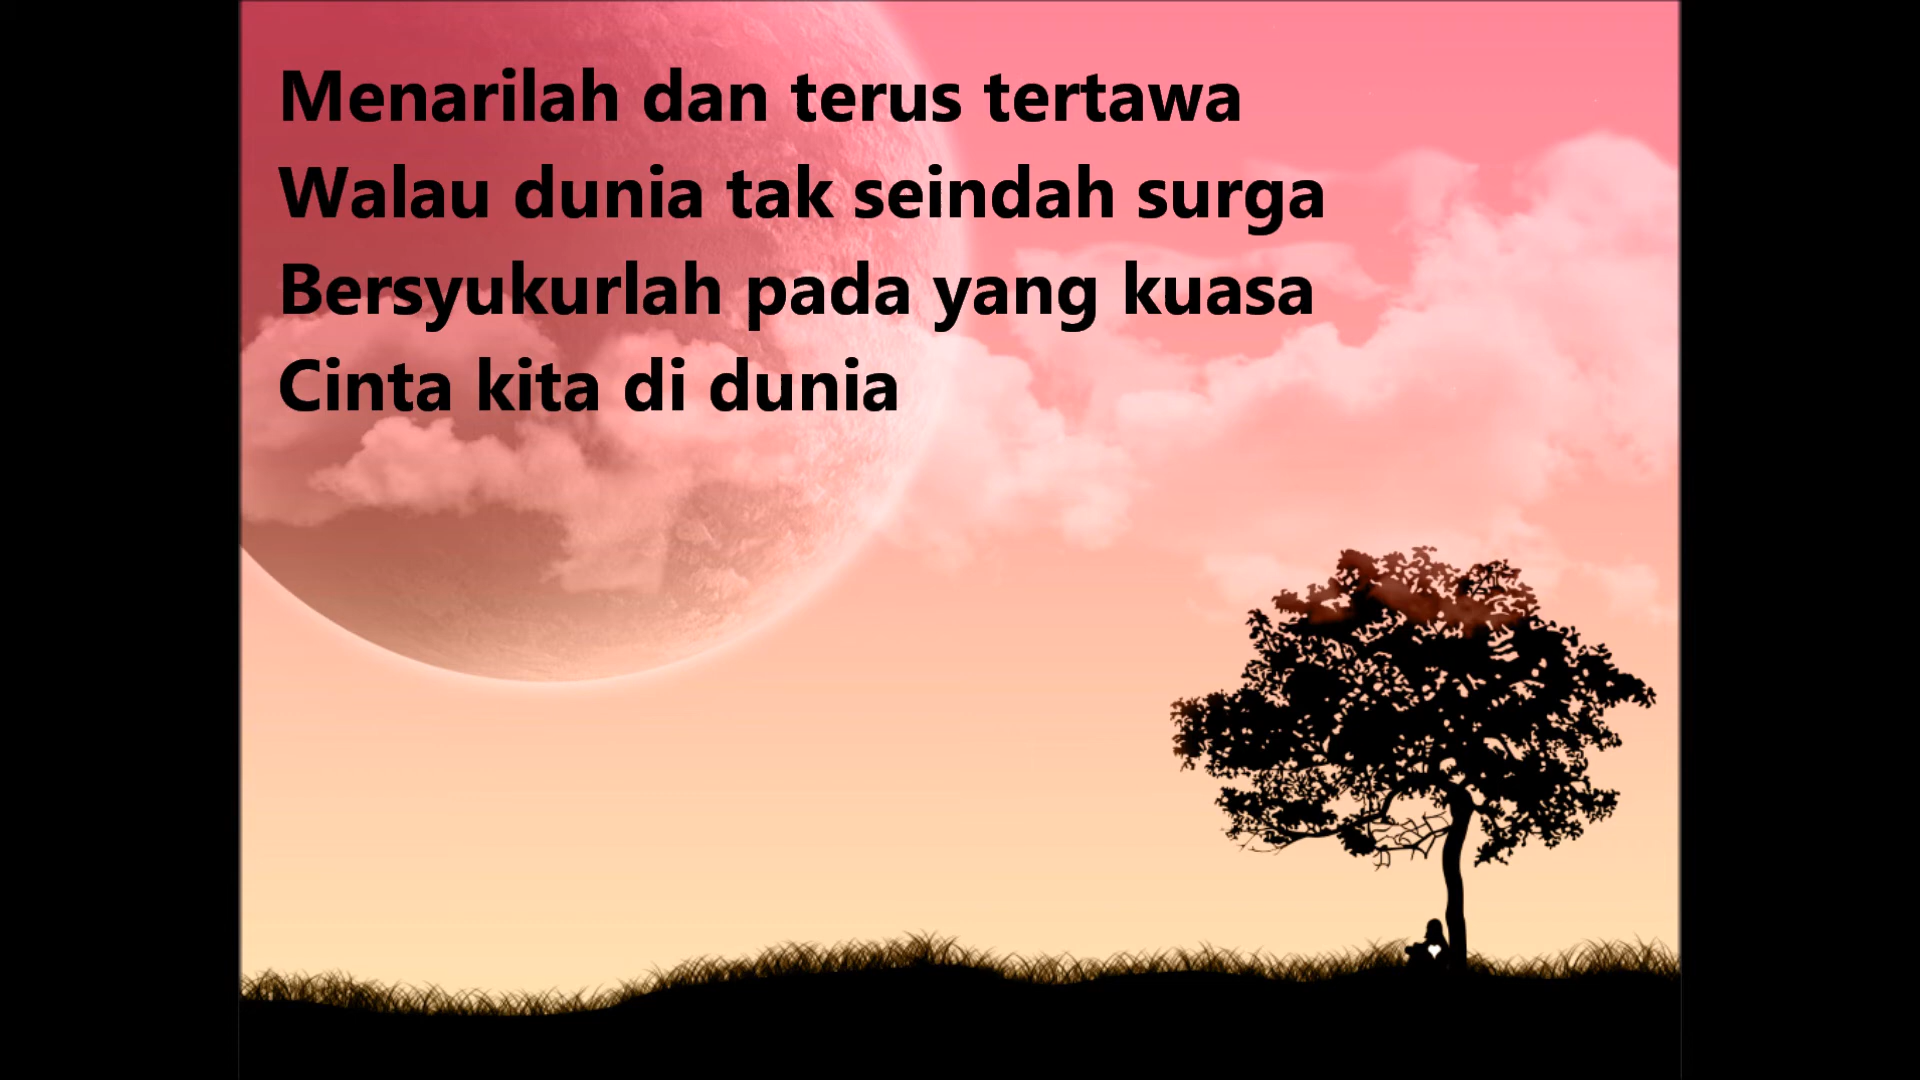 Menarilah dan terus tertawa
Walau dunia tak seindah surga
Bersyukurlah pada yang kuasa
Cinta kita di dunia